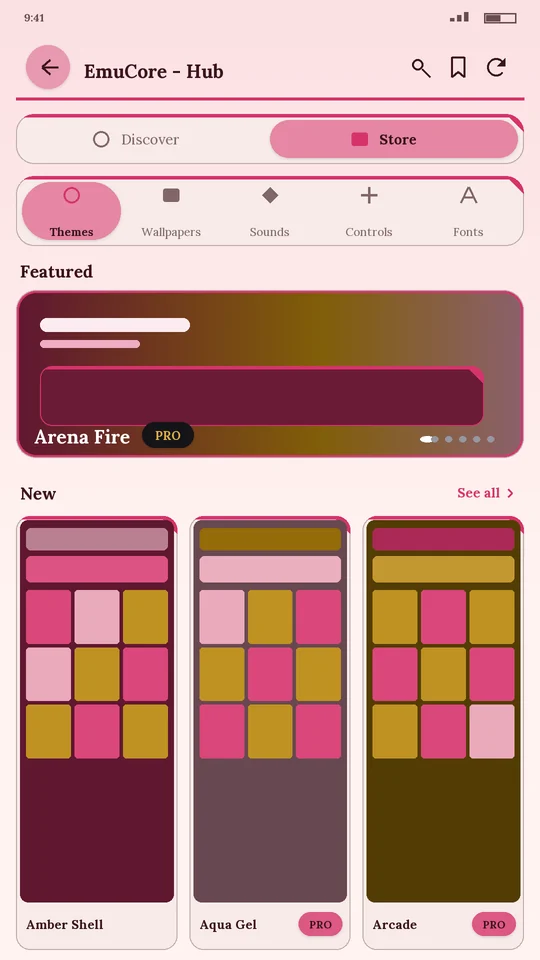 9:41
EmuCore - Hub
Discover
Store
Themes
Wallpapers
Sounds
Controls
Fonts
Featured
Arena Fire
PRO
New
See all
Amber Shell
Aqua Gel
PRO
Arcade
PRO